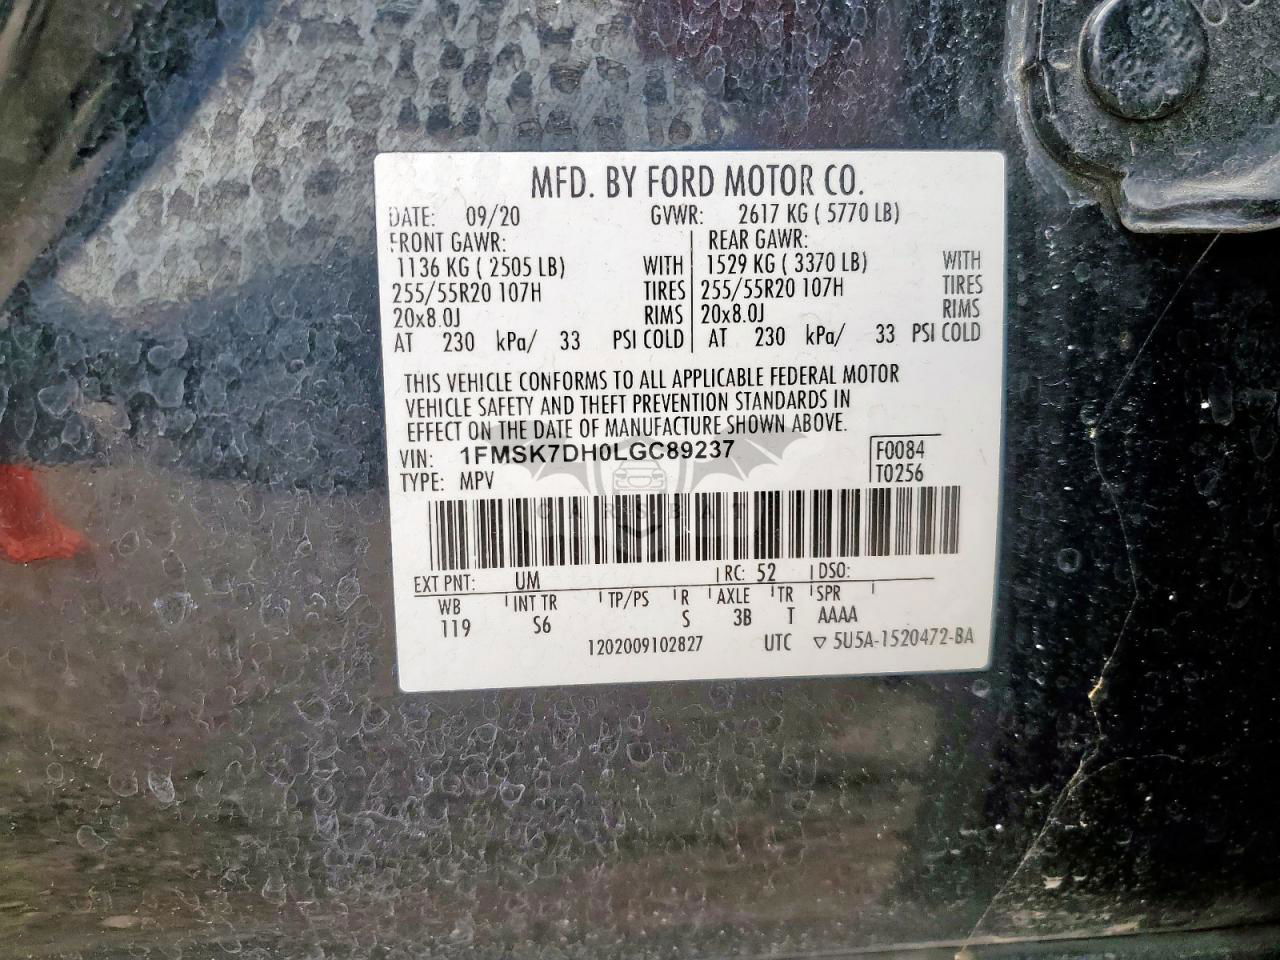 MFD. BY FORD MOTOR CO.
DATE: 09/20 GVWR: 2617 KG ( 5770 LB)
FRONT GAWR: REAR GAWR:
1136 KG ( 2505 LB) WITH 1529 KG ( 3370 LB) WITH
255/55R20 107H TIRES 255/55R20 107H TIRES
20x8.0J RIMS 20x8.0J RIMS
AT 230 kPa/ 33 PSI COLD AT 230 kPa/ 33 PSI COLD
THIS VEHICLE CONFORMS TO ALL APPLICABLE FEDERAL MOTOR
VEHICLE SAFETY AND THEFT PREVENTION STANDARDS IN
EFFECT ON THE DATE OF MANUFACTURE SHOWN ABOVE.
VIN: 1FMSK7DH0LGC89237 F0084
TYPE: MPV T0256
CARSBAT
EXT PNT: UM RC: 52 DSO:
WB INT TR TP/PS R AXLE TR SPR
119 S6 S 3B T AAAA
1202009102827 UTC ▽ 5U5A-1520472-BA